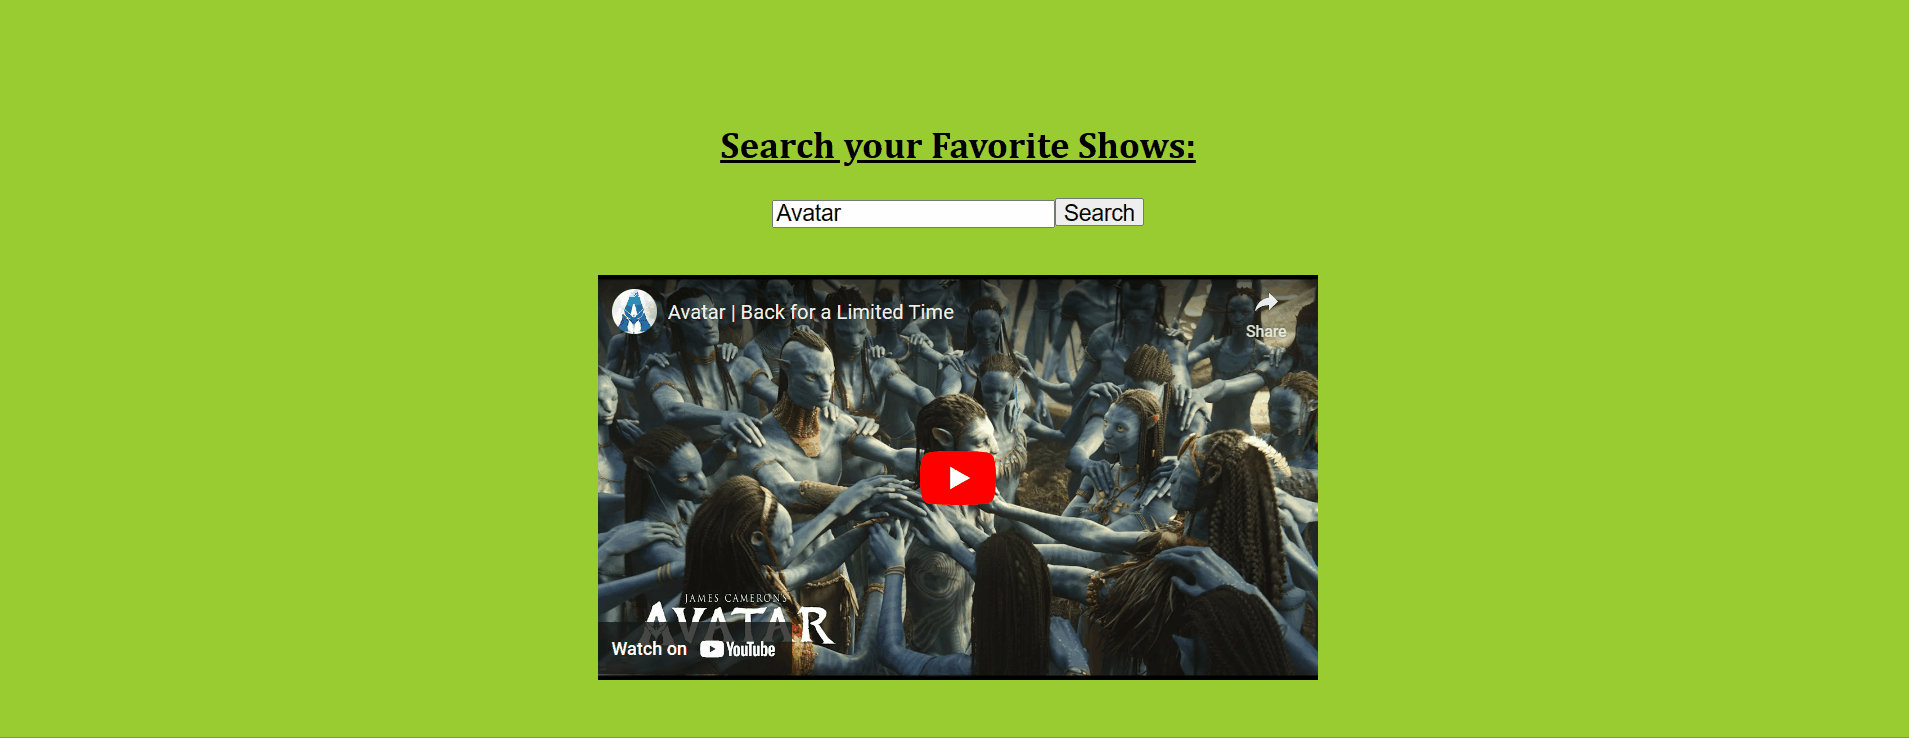 Search your Favorite Shows:
Avatar
Search
Avatar | Back for a Limited Time
Share
JAMES CAMERON'S
AVATAR
Watch on YouTube